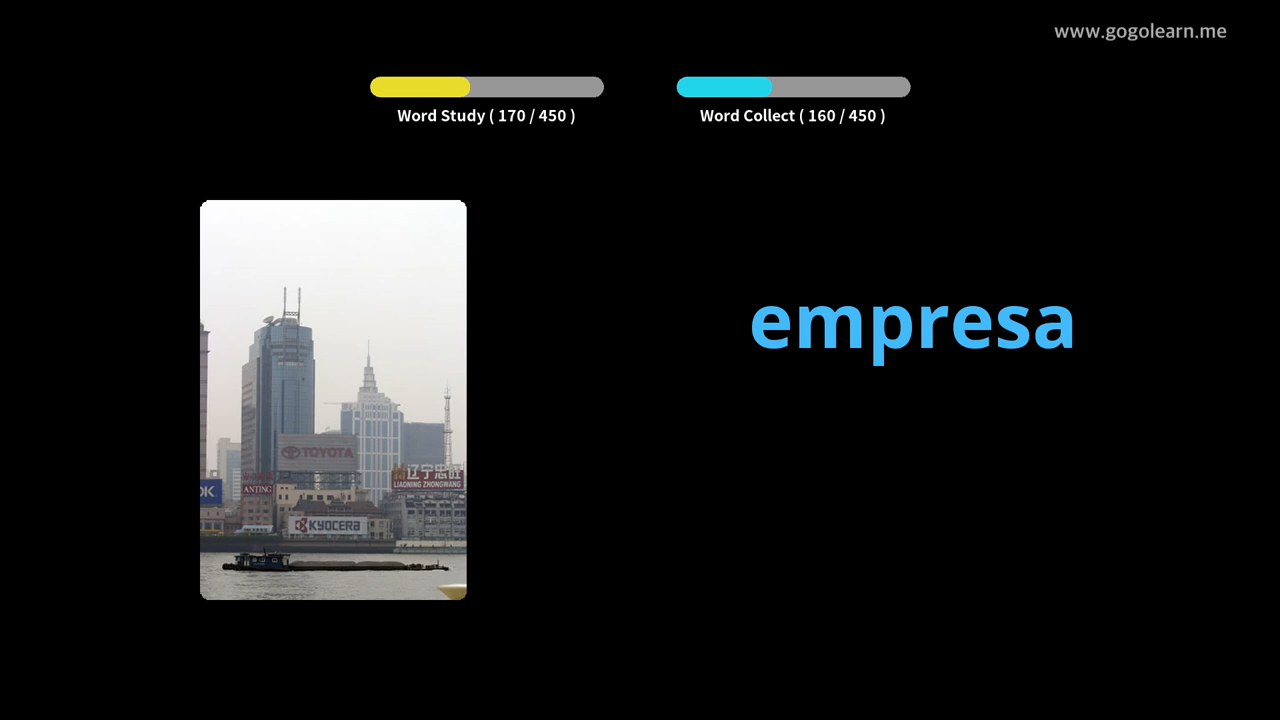 www.gogolearn.me
Word Study ( 170 / 450 )
Word Collect ( 160 / 450 )
empresa
TOYOTA
辽宁忠旺
LIAONING ZHONGWANG
OK
ANTING
KYOCERA